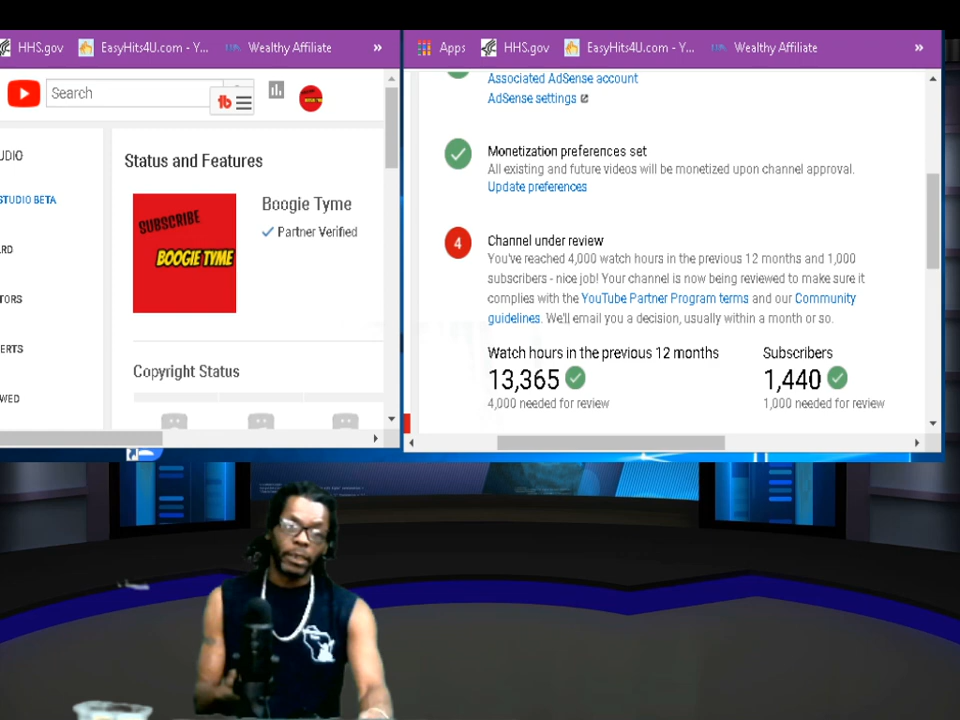 HHS.gov
EasyHits4U.com - Y...
Wealthy Affiliate
»
Apps
HHS.gov
EasyHits4U.com - Y...
Wealthy Affiliate
»
Search
tb
UDIO
STUDIO BETA
RD
TORS
ERTS
WED
Status and Features
SUBSCRIBE
BOOGIE TYME
Boogie Tyme
Partner Verified
Copyright Status
Associated AdSense account
AdSense settings
Monetization preferences set
All existing and future videos will be monetized upon channel approval.
Update preferences
4
Channel under review
You've reached 4,000 watch hours in the previous 12 months and 1,000
subscribers - nice job! Your channel is now being reviewed to make sure it
complies with the YouTube Partner Program terms and our Community
guidelines. We'll email you a decision, usually within a month or so.
Watch hours in the previous 12 months
13,365
4,000 needed for review
Subscribers
1,440
1,000 needed for review